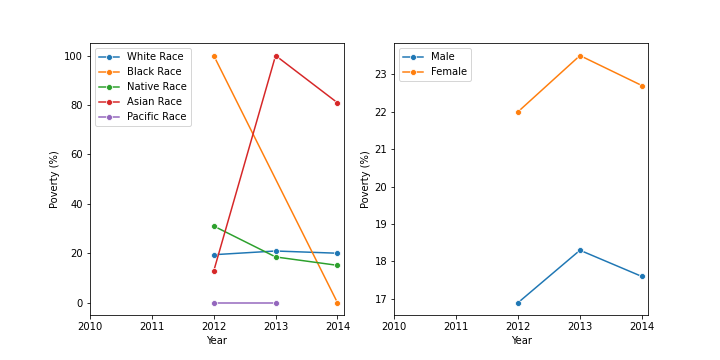 White Race
Black Race
Native Race
Asian Race
Pacific Race
100
80
60
40
20
0
Poverty (%)
2010 2011 2012 2013 2014
Year
Male
Female
23
22
21
20
19
18
17
Poverty (%)
2010 2011 2012 2013 2014
Year